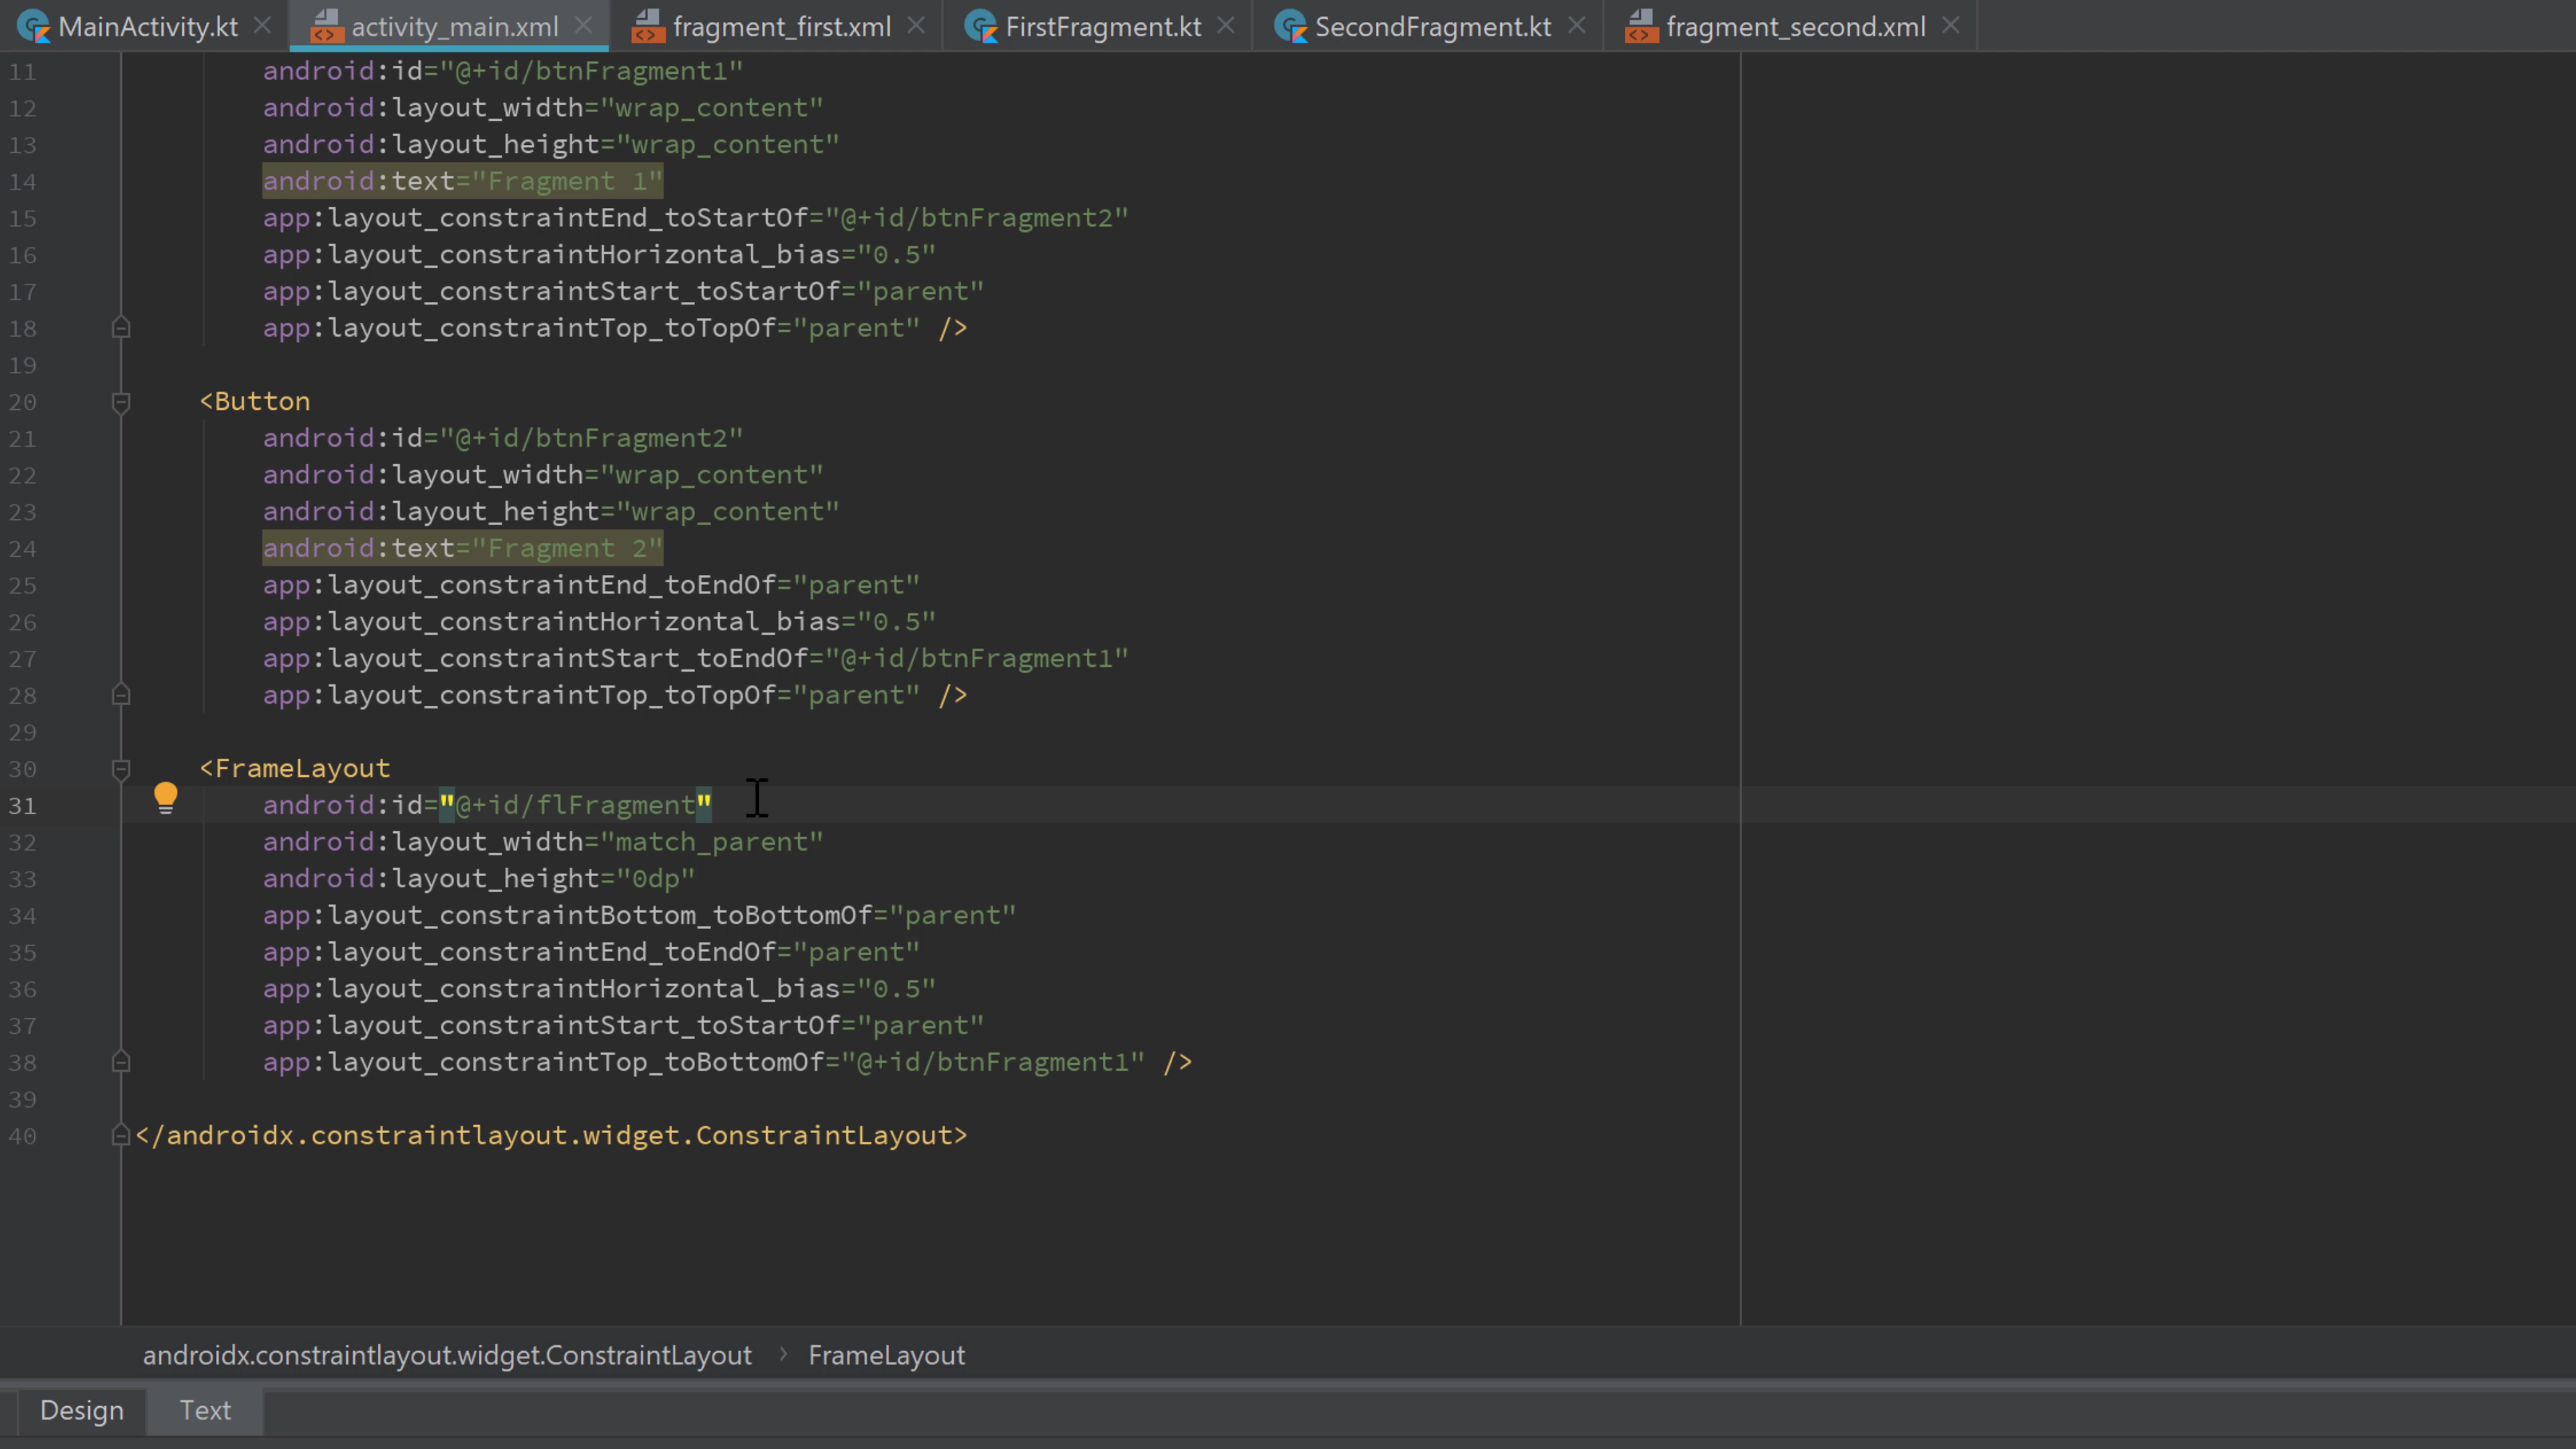 MainActivity.kt activity_main.xml fragment_first.xml FirstFragment.kt SecondFragment.kt fragment_second.xml
11 android:id="@+id/btnFragment1"
12 android:layout_width="wrap_content"
13 android:layout_height="wrap_content"
14 android:text="Fragment 1"
15 app:layout_constraintEnd_toStartOf="@+id/btnFragment2"
16 app:layout_constraintHorizontal_bias="0.5"
17 app:layout_constraintStart_toStartOf="parent"
18 app:layout_constraintTop_toTopOf="parent" />
19
20 <Button
21 android:id="@+id/btnFragment2"
22 android:layout_width="wrap_content"
23 android:layout_height="wrap_content"
24 android:text="Fragment 2"
25 app:layout_constraintEnd_toEndOf="parent"
26 app:layout_constraintHorizontal_bias="0.5"
27 app:layout_constraintStart_toEndOf="@+id/btnFragment1"
28 app:layout_constraintTop_toTopOf="parent" />
29
30 <FrameLayout
31 android:id="@+id/flFragment"
32 android:layout_width="match_parent"
33 android:layout_height="0dp"
34 app:layout_constraintBottom_toBottomOf="parent"
35 app:layout_constraintEnd_toEndOf="parent"
36 app:layout_constraintHorizontal_bias="0.5"
37 app:layout_constraintStart_toStartOf="parent"
38 app:layout_constraintTop_toBottomOf="@+id/btnFragment1" />
39
40 </androidx.constraintlayout.widget.ConstraintLayout>
androidx.constraintlayout.widget.ConstraintLayout › FrameLayout
Design Text